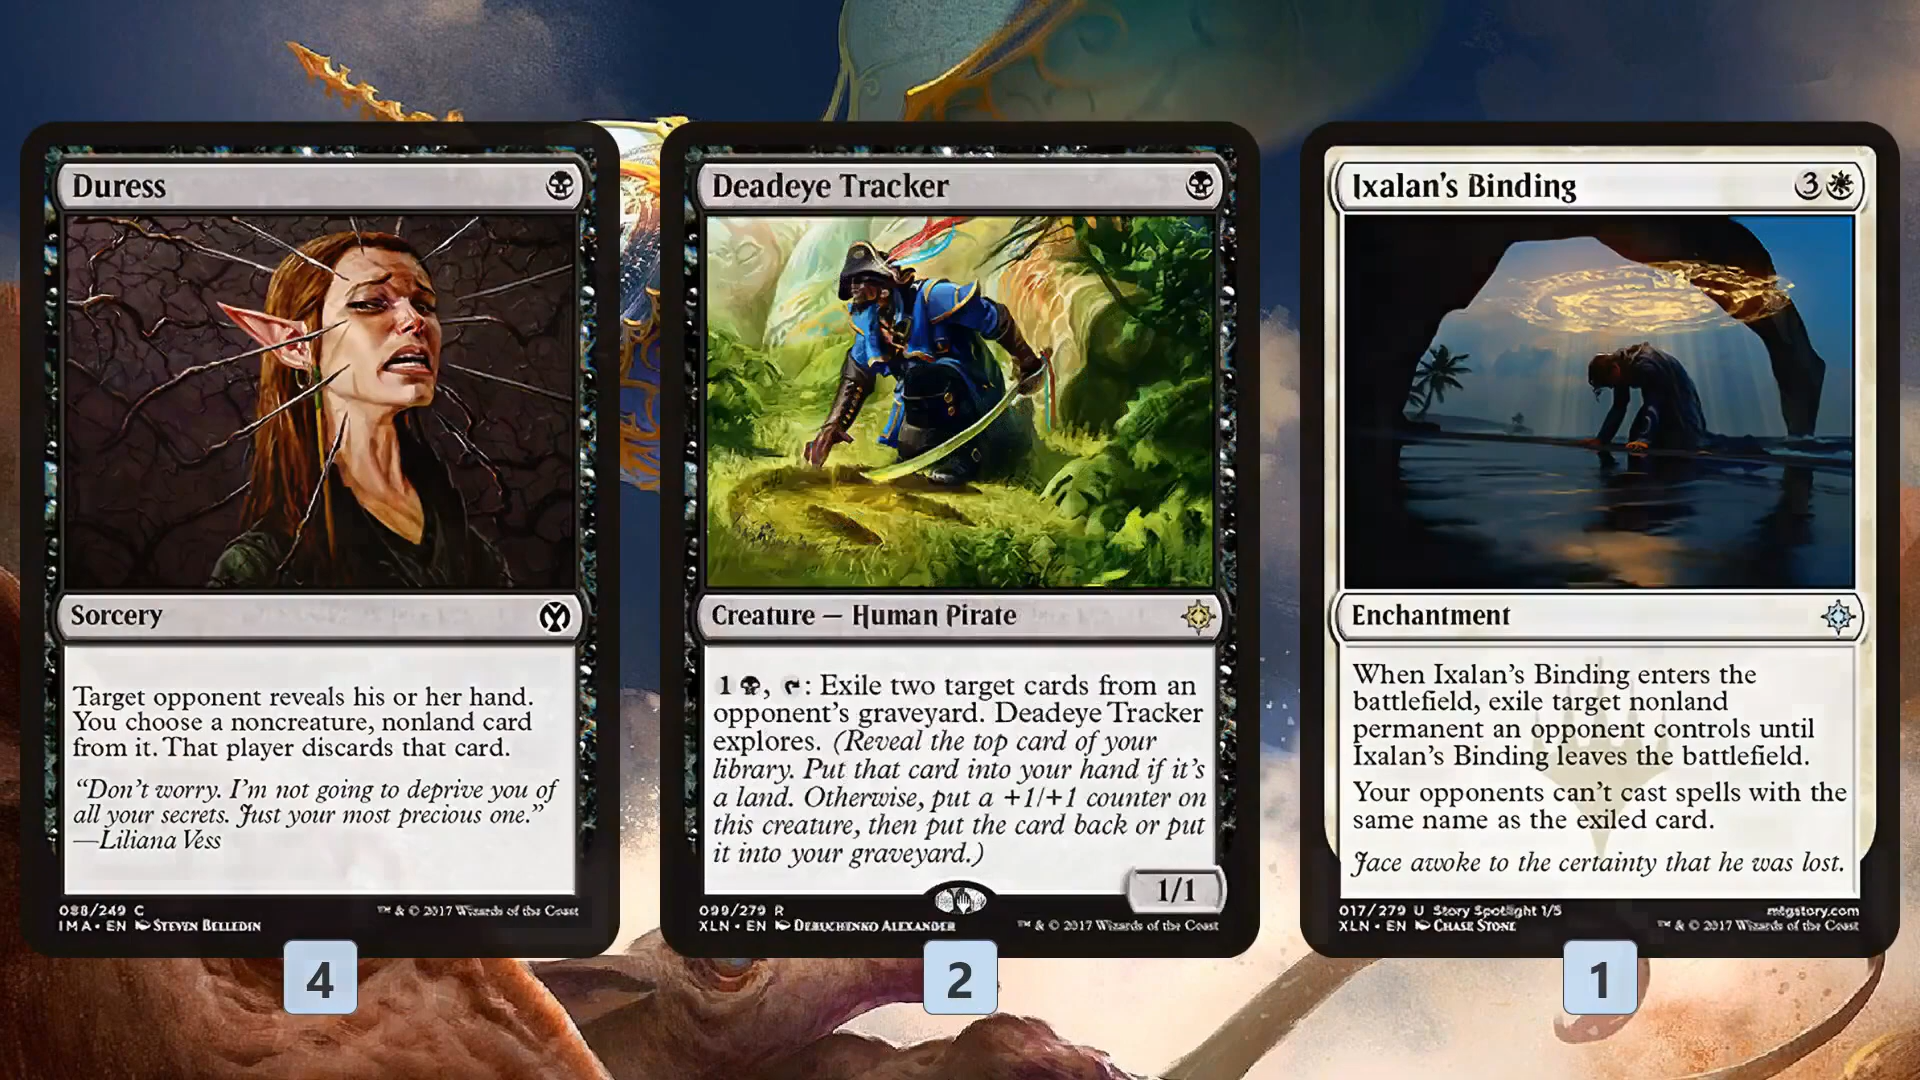 Duress
Sorcery
Target opponent reveals his or her hand.
You choose a noncreature, nonland card
from it. That player discards that card.
“Don’t worry. I’m not going to deprive you of
all your secrets. Just your most precious one.”
—Liliana Vess
088/249 C
™ & © 2017 Wizards of the Coast
IMA • EN Steven Belledin
4
Deadeye Tracker
Creature — Human Pirate
1 , : Exile two target cards from an
opponent’s graveyard. Deadeye Tracker
explores. (Reveal the top card of your
library. Put that card into your hand if it’s
a land. Otherwise, put a +1/+1 counter on
this creature, then put the card back or put
it into your graveyard.)
1/1
099/279 R
XLN • EN Deruchenko Alexander
™ & © 2017 Wizards of the Coast
2
Ixalan’s Binding
3
Enchantment
When Ixalan’s Binding enters the
battlefield, exile target nonland
permanent an opponent controls until
Ixalan’s Binding leaves the battlefield.
Your opponents can’t cast spells with the
same name as the exiled card.
Jace awoke to the certainty that he was lost.
017/279 U Story Spotlight 1/5
mtgstory.com
XLN • EN Chase Stone
™ & © 2017 Wizards of the Coast
1